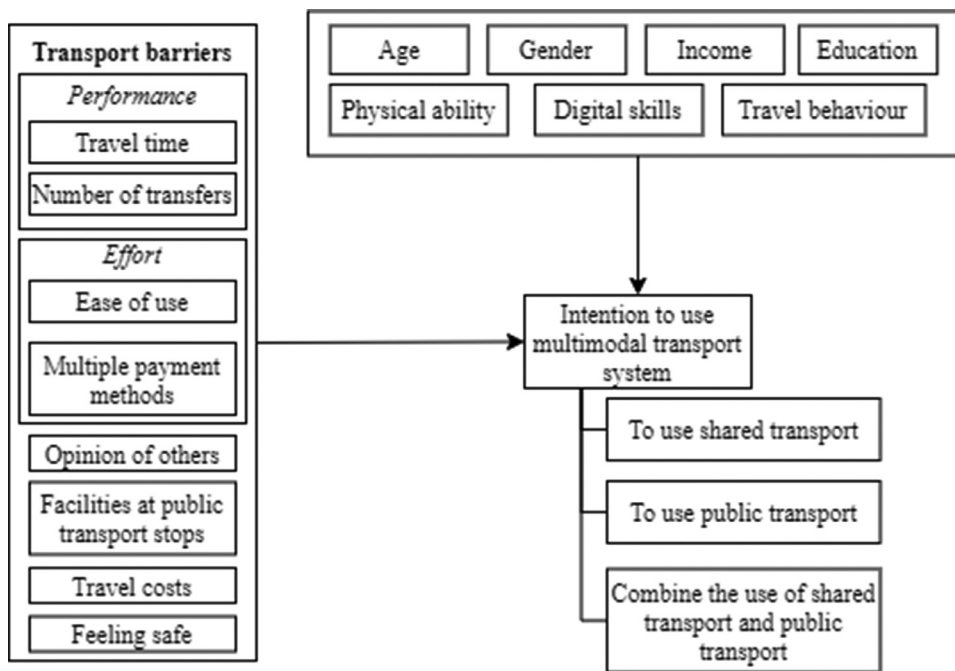 Transport barriers
Performance
Travel time
Number of transfers
Effort
Ease of use
Multiple payment
methods
Opinion of others
Facilities at public
transport stops
Travel costs
Feeling safe
Age
Gender
Income
Education
Physical ability
Digital skills
Travel behaviour
Intention to use
multimodal transport
system
To use shared transport
To use public transport
Combine the use of shared
transport and public
transport